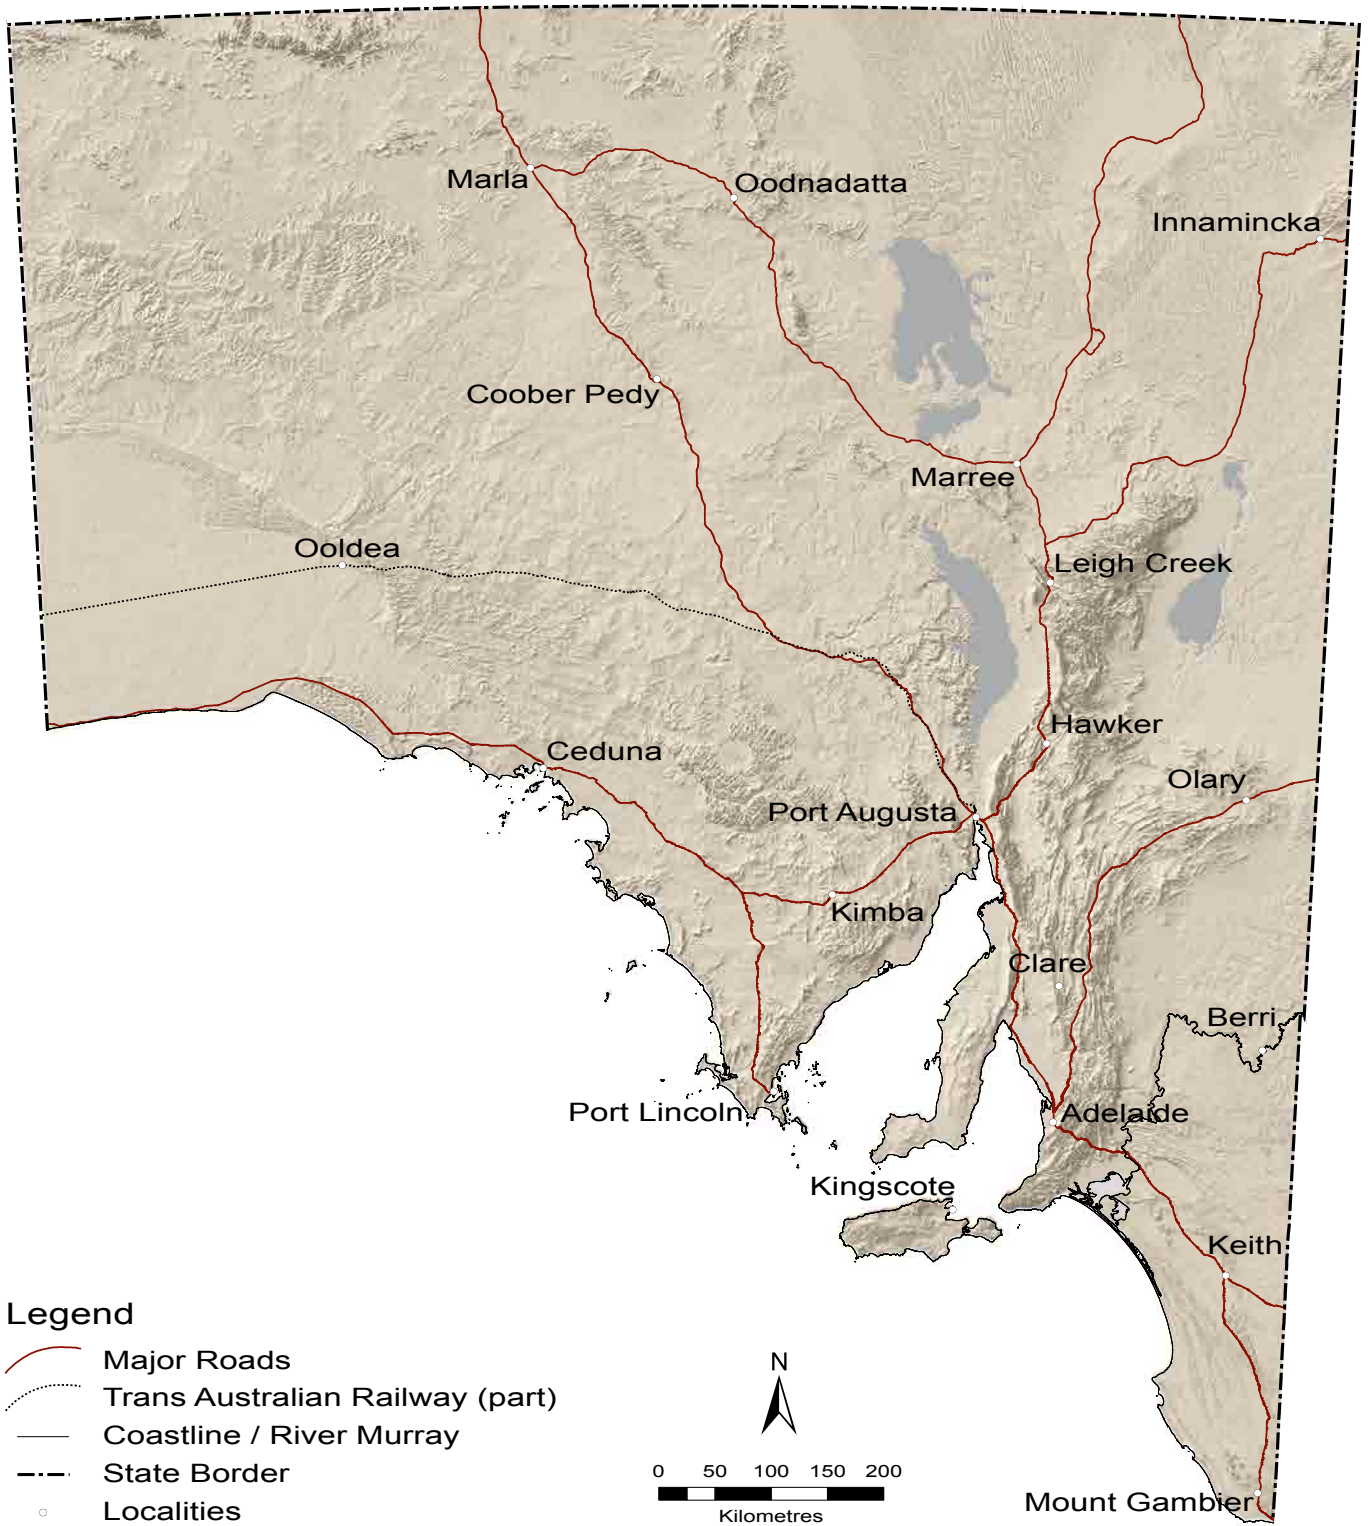 Marla
Oodnadatta
Innamincka
Coober Pedy
Marree
Ooldea
Leigh Creek
Hawker
Ceduna
Olary
Port Augusta
Kimba
Clare
Berri
Port Lincoln
Adelaide
Kingscote
Keith
Legend
Major Roads
Trans Australian Railway (part)
Coastline / River Murray
State Border
Localities
N
0 50 100 150 200
Kilometres
Mount Gambier